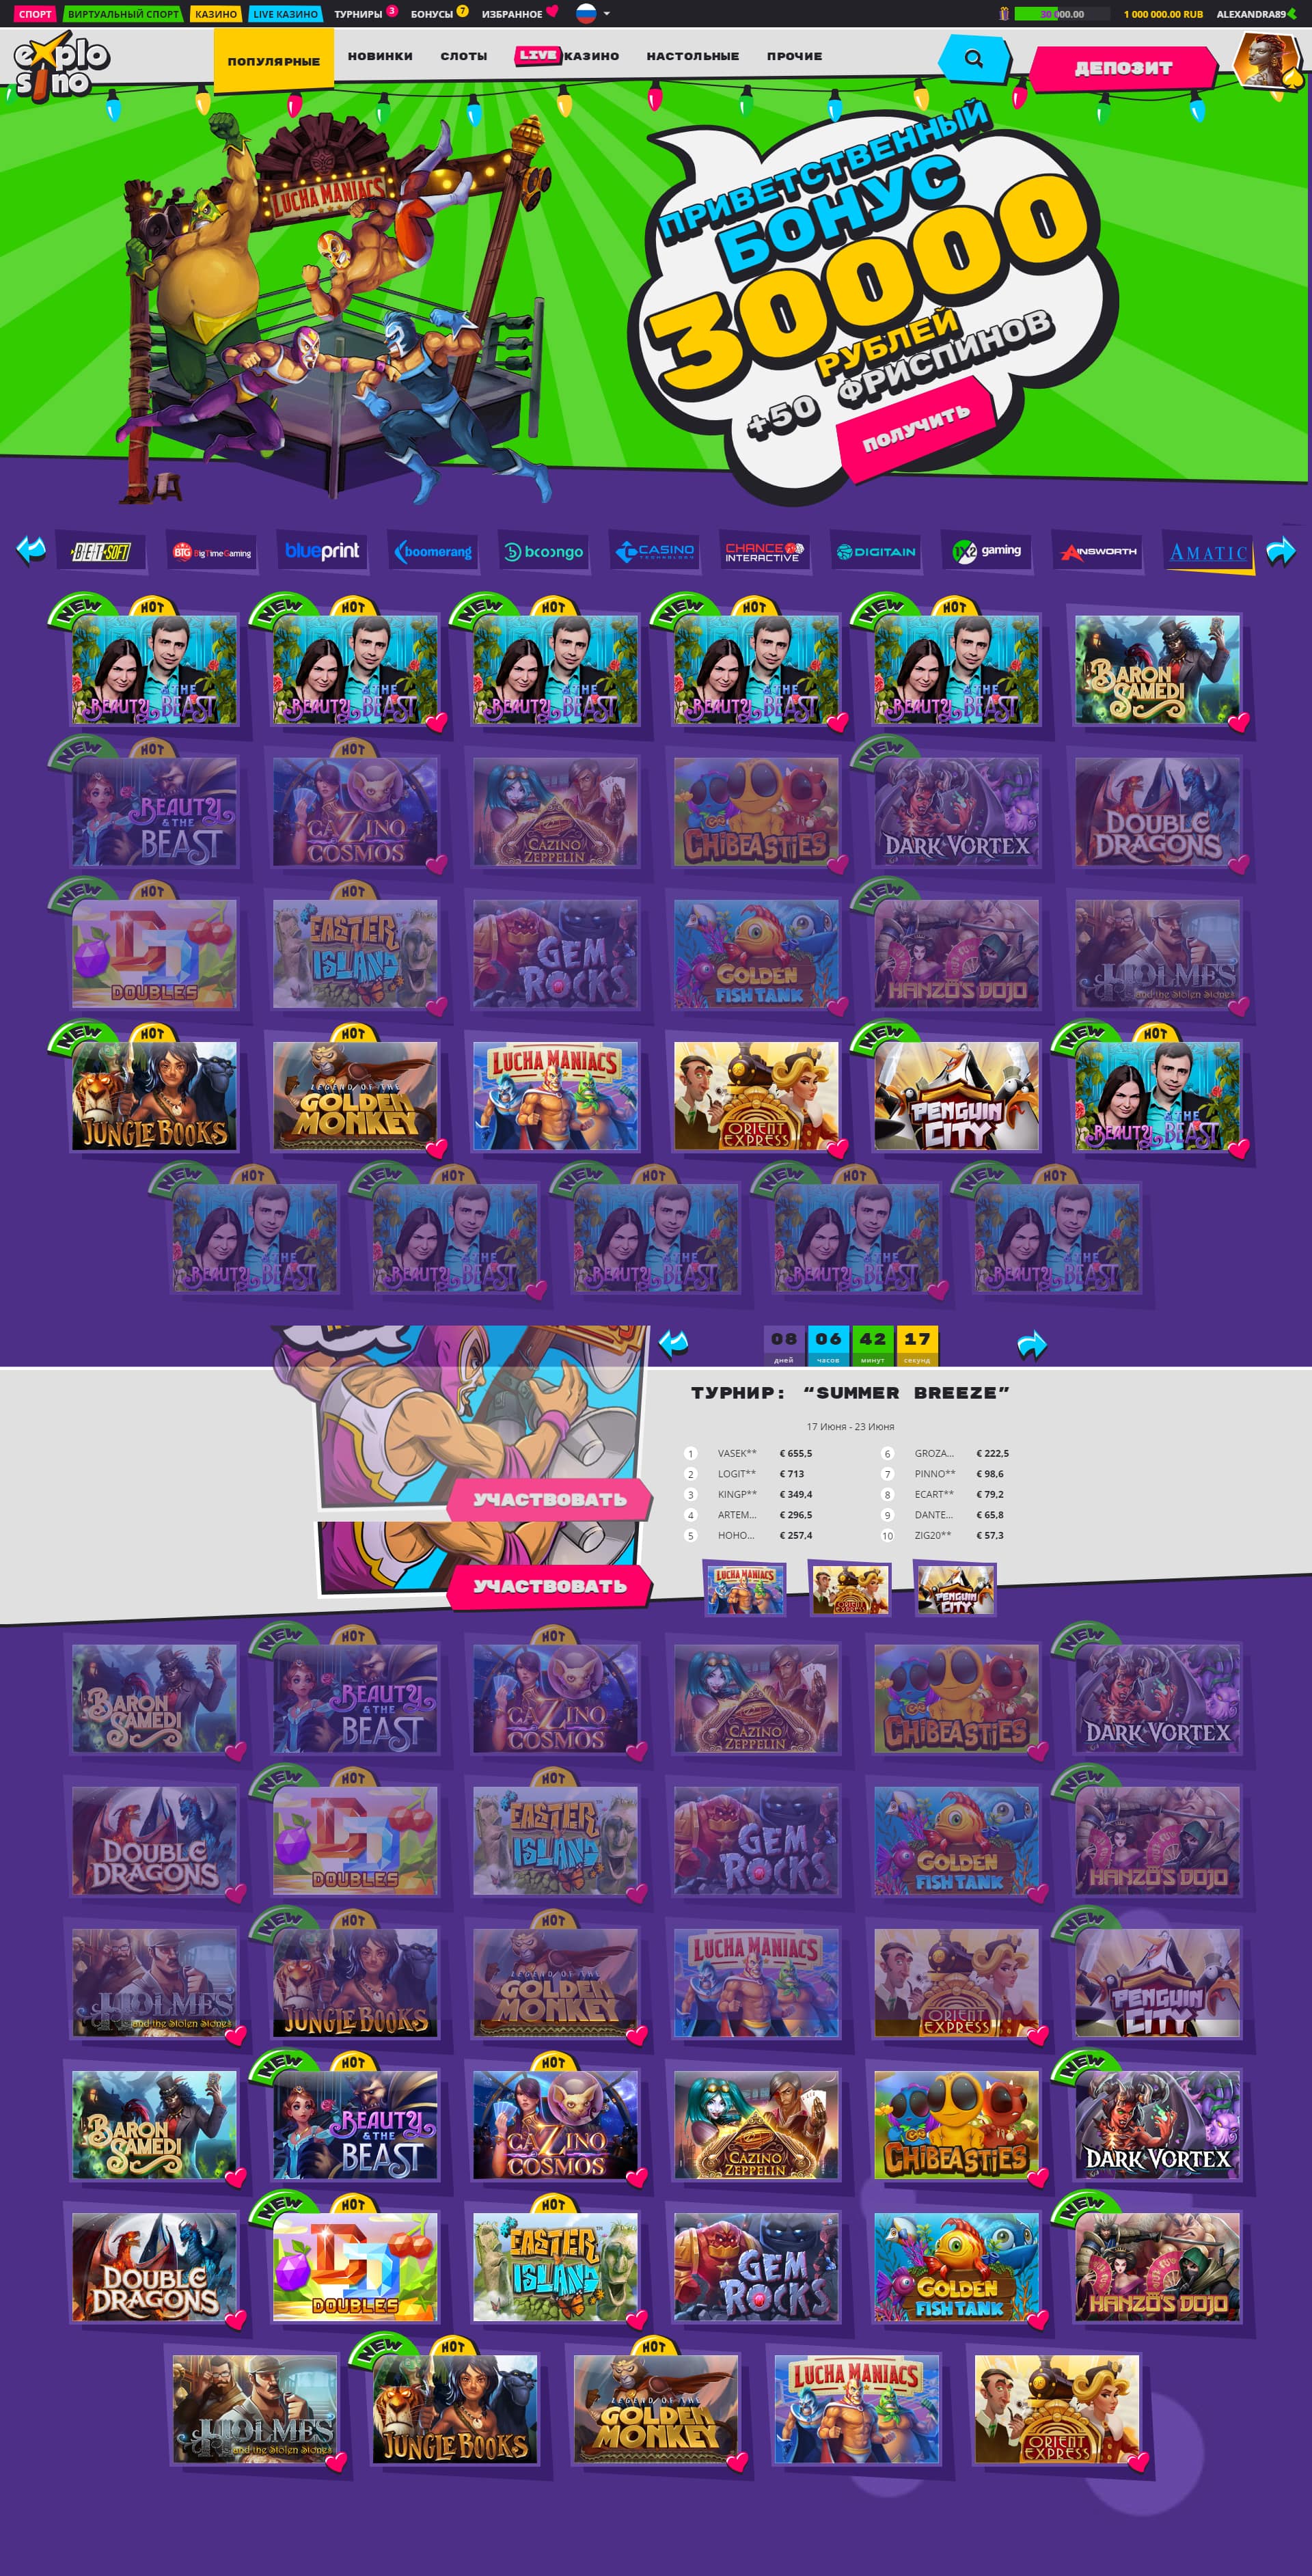 СПОРТ ВИРТУАЛЬНЫЙ СПОРТ КАЗИНО LIVE КАЗИНО ТУРНИРЫ 3 БОНУСЫ 7 ИЗБРАННОЕ 30 000.00 1 000 000.00 RUB ALEXANDRA89
explosino
ПОПУЛЯРНЫЕ НОВИНКИ СЛОТЫ LIVE КАЗИНО НАСТОЛЬНЫЕ ПРОЧИЕ ДЕПОЗИТ
LUCHA MANIACS
ПРИВЕТСТВЕННЫЙ
БОНУС
30000
РУБЛЕЙ
+50 ФРИСПИНОВ
ПОЛУЧИТЬ
BETSOFT BTG BigTimeGaming blueprint boomerang booongo CASINO TECHNOLOGY CHANCE INTERACTIVE DIGITAIN 1X2 gaming AINSWORTH AMATIC
NEW HOT NEW HOT NEW HOT NEW HOT NEW HOT
BEAUTY & THE BEAST BEAUTY & THE BEAST BEAUTY & THE BEAST BEAUTY & THE BEAST BEAUTY & THE BEAST BARON SAMEDI
NEW HOT HOT NEW
BEAUTY & THE BEAST CAZINO COSMOS CAZINO ZEPPELIN CHIBEASTIES DARK VORTEX DOUBLE DRAGONS
NEW HOT HOT NEW
DOUBLES EASTER ISLAND GEM ROCKS GOLDEN FISH TANK HANZO'S DOJO HOLMES and the Stolen Stones
NEW HOT HOT NEW NEW HOT
JUNGLE BOOKS LEGEND OF THE GOLDEN MONKEY LUCHA MANIACS ORIENT EXPRESS PENGUIN CITY BEAUTY & THE BEAST
NEW HOT NEW HOT NEW HOT NEW HOT NEW HOT
BEAUTY & THE BEAST BEAUTY & THE BEAST BEAUTY & THE BEAST BEAUTY & THE BEAST BEAUTY & THE BEAST
08 06 42 17
дней часов минут секунд
ТУРНИР: “SUMMER BREEZE”
17 Июня - 23 Июня
1 VASEK** € 655,5 6 GROZA... € 222,5
2 LOGIT** € 713 7 PINNO** € 98,6
3 KINGP** € 349,4 8 ECART** € 79,2
4 ARTEM... € 296,5 9 DANTE... € 65,8
5 HOHO... € 257,4 10 ZIG20** € 57,3
УЧАСТВОВАТЬ
УЧАСТВОВАТЬ
LUCHA MANIACS ORIENT EXPRESS PENGUIN CITY
NEW HOT HOT NEW
BARON SAMEDI BEAUTY & THE BEAST CAZINO COSMOS CAZINO ZEPPELIN CHIBEASTIES DARK VORTEX
NEW HOT HOT NEW
DOUBLE DRAGONS DOUBLES EASTER ISLAND GEM ROCKS GOLDEN FISH TANK HANZO'S DOJO
NEW HOT HOT NEW
HOLMES and the Stolen Stones JUNGLE BOOKS LEGEND OF THE GOLDEN MONKEY LUCHA MANIACS ORIENT EXPRESS PENGUIN CITY
NEW HOT HOT NEW
BARON SAMEDI BEAUTY & THE BEAST CAZINO COSMOS CAZINO ZEPPELIN CHIBEASTIES DARK VORTEX
NEW HOT HOT NEW
DOUBLE DRAGONS DOUBLES EASTER ISLAND GEM ROCKS GOLDEN FISH TANK HANZO'S DOJO
NEW HOT HOT
HOLMES and the Stolen Stones JUNGLE BOOKS LEGEND OF THE GOLDEN MONKEY LUCHA MANIACS ORIENT EXPRESS